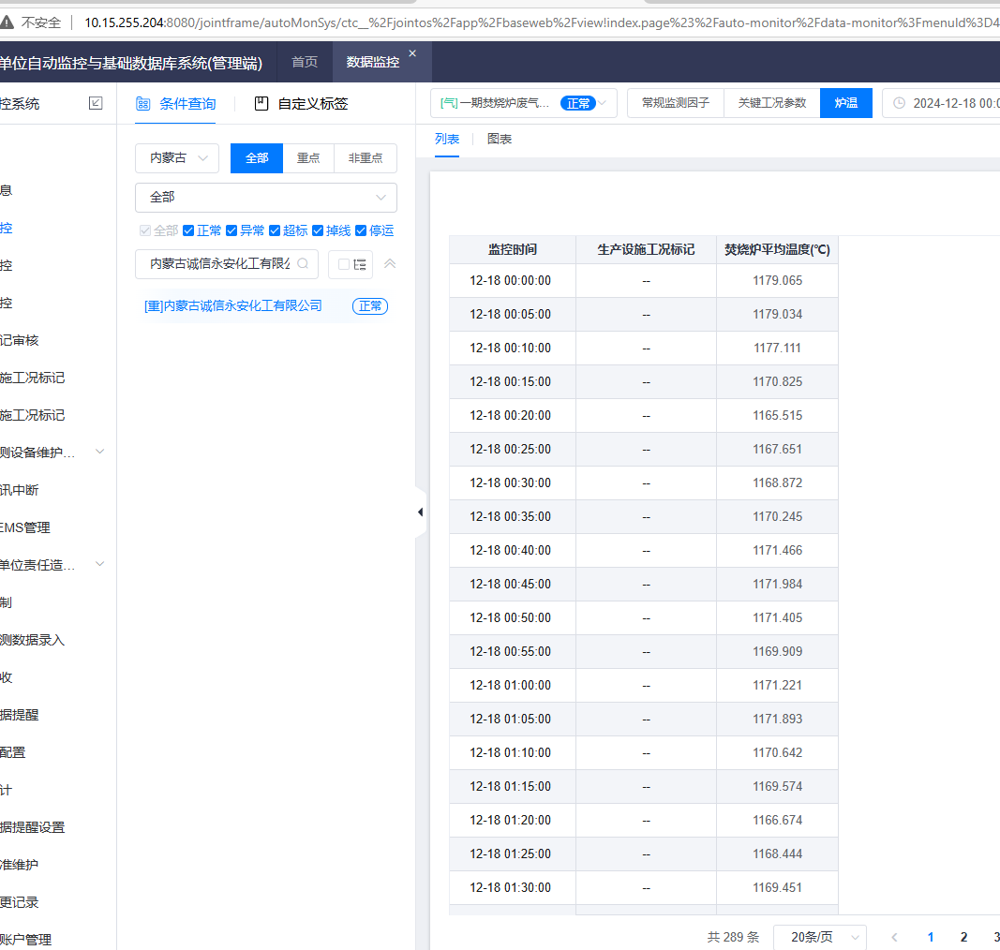 不安全 10.15.255.204:8080/jointframe/autoMonSys/ctc__%2Fjointos%2Fapp%2Fbaseweb%2Fview!index.page%23%2Fauto-monitor%2Fdata-monitor%3FmenuId%3D4
单位自动监控与基础数据库系统(管理端) 首页 数据监控 ×
控系统
条件查询 自定义标签
[气]一期焚烧炉废气... 正常 常规监测因子 关键工况参数 炉温 2024-12-18 00:0
列表 图表
内蒙古 全部 重点 非重点
全部
全部 正常 异常 超标 掉线 停运
内蒙古诚信永安化工有限公
[重]内蒙古诚信永安化工有限公司 正常
息
控
控
控
记审核
施工况标记
施工况标记
测设备维护...
讯中断
EMS管理
单位责任造...
制
测数据录入
收
据提醒
配置
计
据提醒设置
准维护
更记录
账户管理
监控时间 生产设施工况标记 焚烧炉平均温度(℃)
12-18 00:00:00 -- 1179.065
12-18 00:05:00 -- 1179.034
12-18 00:10:00 -- 1177.111
12-18 00:15:00 -- 1170.825
12-18 00:20:00 -- 1165.515
12-18 00:25:00 -- 1167.651
12-18 00:30:00 -- 1168.872
12-18 00:35:00 -- 1170.245
12-18 00:40:00 -- 1171.466
12-18 00:45:00 -- 1171.984
12-18 00:50:00 -- 1171.405
12-18 00:55:00 -- 1169.909
12-18 01:00:00 -- 1171.221
12-18 01:05:00 -- 1171.893
12-18 01:10:00 -- 1170.642
12-18 01:15:00 -- 1169.574
12-18 01:20:00 -- 1166.674
12-18 01:25:00 -- 1168.444
12-18 01:30:00 -- 1169.451
共 289 条 20条/页 1 2 3